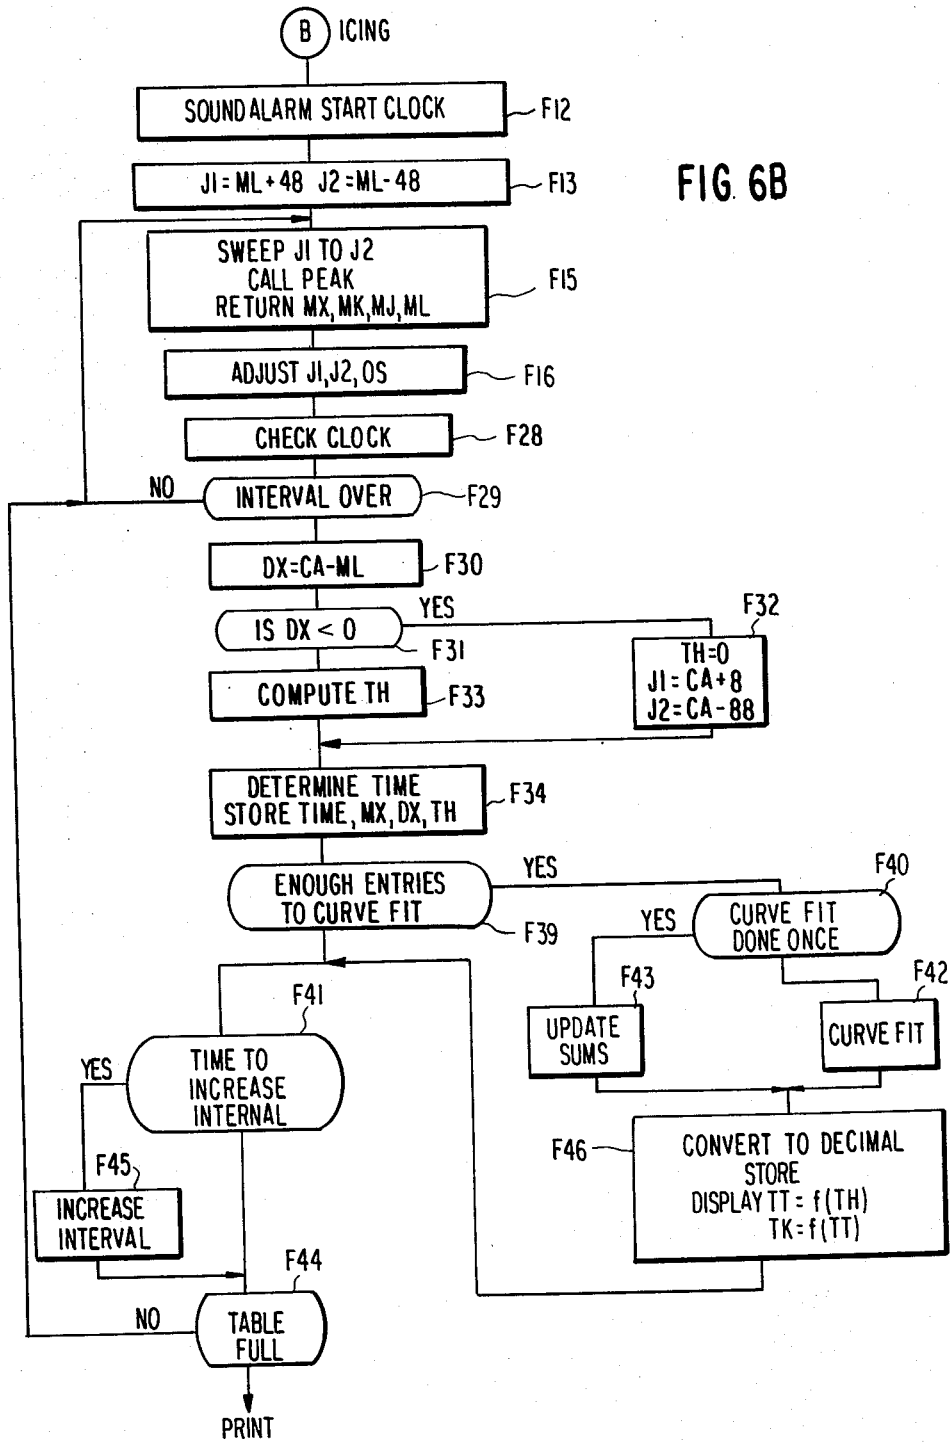 B ICING
SOUND ALARM START CLOCK
F12
J1 = ML + 48 J2 = ML - 48
F13
FIG. 6B
SWEEP J1 TO J2
CALL PEAK
RETURN MX, MK, MJ, ML
F15
ADJUST J1, J2, OS
F16
CHECK CLOCK
F28
NO
INTERVAL OVER
F29
DX = CA - ML
F30
IS DX < 0
YES
F31
F32
TH = 0
J1 = CA + 8
J2 = CA - 88
COMPUTE TH
F33
DETERMINE TIME
STORE TIME, MX, DX, TH
F34
ENOUGH ENTRIES
TO CURVE FIT
YES
F39
F40
CURVE FIT
DONE ONCE
YES
F43
UPDATE
SUMS
F42
CURVE FIT
F41
TIME TO
INCREASE
INTERNAL
YES
F45
INCREASE
INTERVAL
F46
CONVERT TO DECIMAL
STORE
DISPLAY TT = f(TH)
TK = f(TT)
F44
NO
TABLE
FULL
PRINT